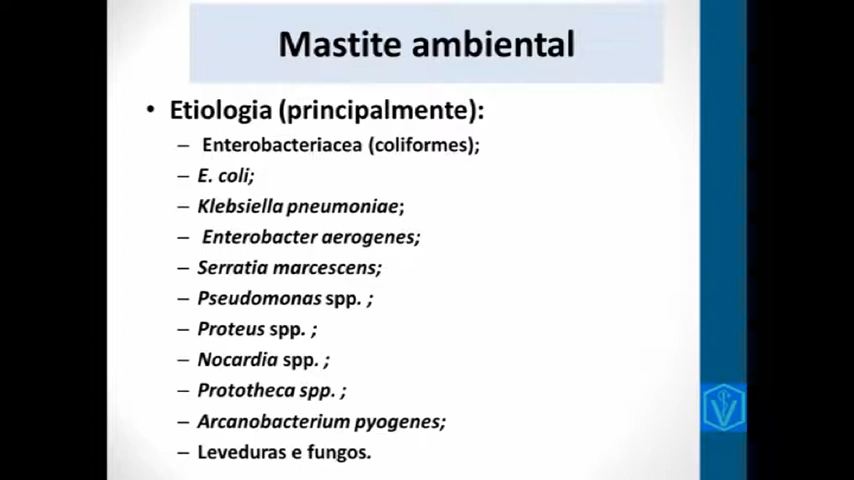 Mastite ambiental
• Etiologia (principalmente):
– Enterobacteriacea (coliformes);
– E. coli;
– Klebsiella pneumoniae;
– Enterobacter aerogenes;
– Serratia marcescens;
– Pseudomonas spp. ;
– Proteus spp. ;
– Nocardia spp. ;
– Prototheca spp. ;
– Arcanobacterium pyogenes;
– Leveduras e fungos.